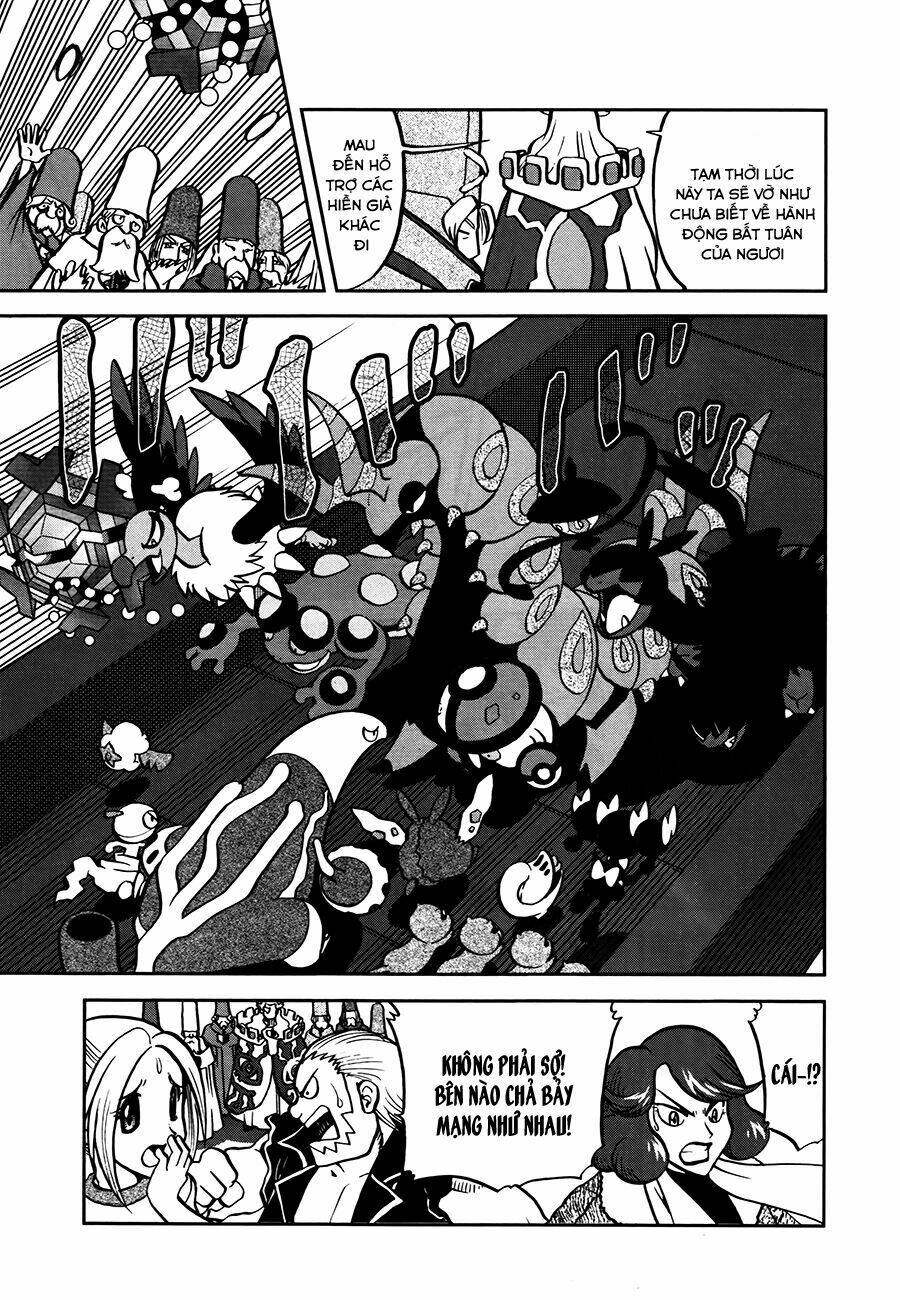 TẠM THỜI LÚC
NÀY TA SẼ VỜ NHƯ
CHƯA BIẾT VỀ HÀNH
ĐỘNG BẤT TUÂN
CỦA NGƯƠI
MAU
ĐẾN HỖ
TRỢ CÁC
HIỀN GIẢ
KHÁC
ĐI
CÁI-!?
KHÔNG PHẢI SỢ!
BÊN NÀO CHẢ BẢY
MẠNG NHƯ NHAU!